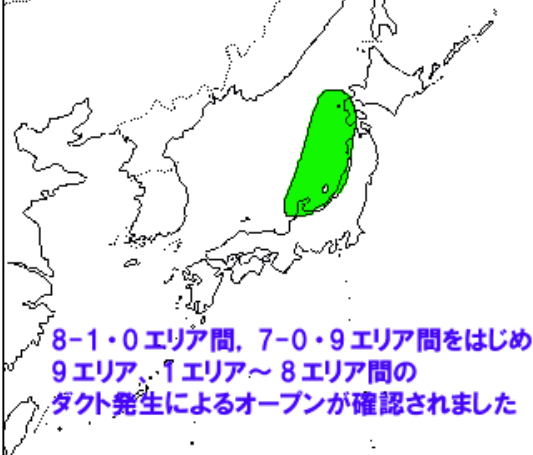 8-1・0エリア間，7-0・9エリア間をはじめ
9エリア、1エリア～8エリア間の
ダクト発生によるオープンが確認されました